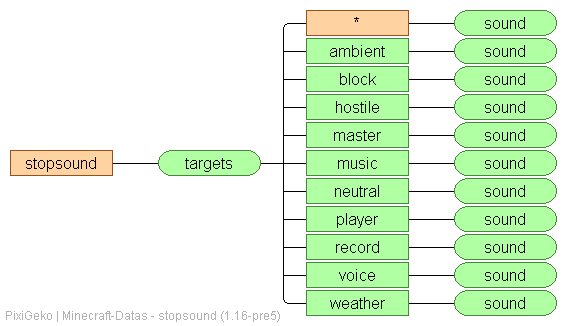 * sound
ambient sound
block sound
hostile sound
master sound
stopsound targets music sound
neutral sound
player sound
record sound
voice sound
weather sound
PixiGeko | Minecraft-Datas - stopsound (1.16-pre5)